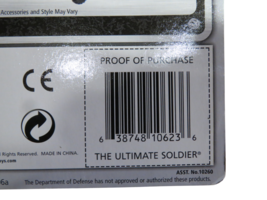 Accessories and Style May Vary
PROOF OF PURCHASE
CE
6 38748 10623 6
All Rights Reserved. MADE IN CHINA.
THE ULTIMATE SOLDIER®
ASST. No.10260
The Department of Defense has not approved or authorized these products.